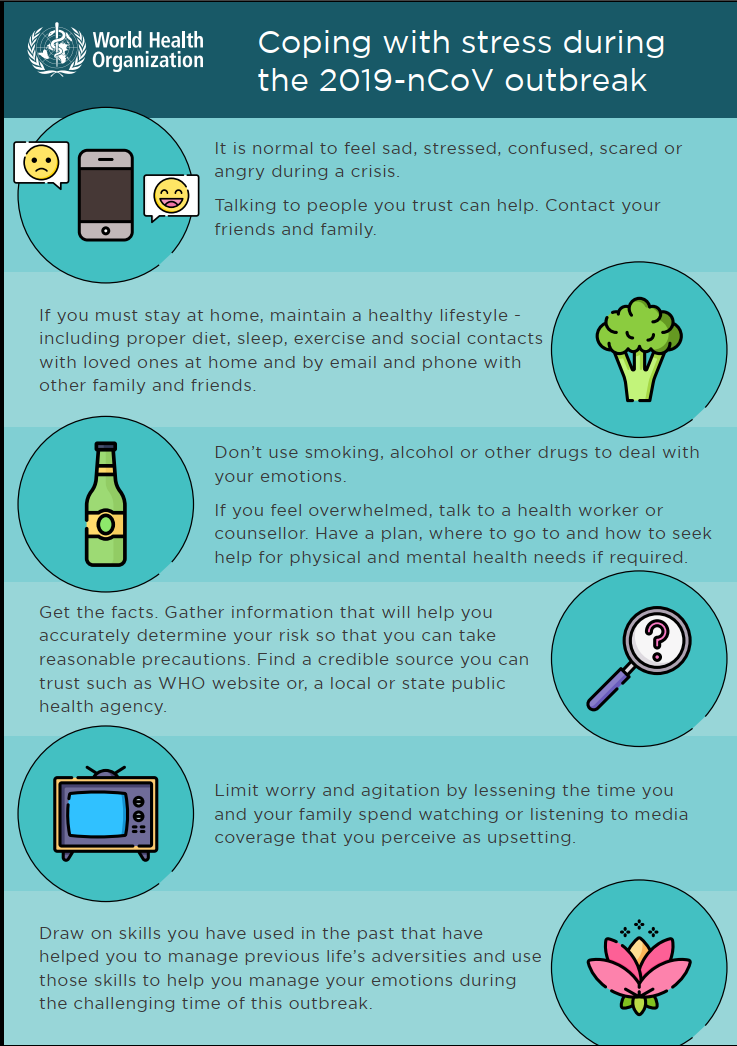 World Health
Organization
Coping with stress during
the 2019-nCoV outbreak
It is normal to feel sad, stressed, confused, scared or
angry during a crisis.
Talking to people you trust can help. Contact your
friends and family.
If you must stay at home, maintain a healthy lifestyle -
including proper diet, sleep, exercise and social contacts
with loved ones at home and by email and phone with
other family and friends.
Don't use smoking, alcohol or other drugs to deal with
your emotions.
If you feel overwhelmed, talk to a health worker or
counsellor. Have a plan, where to go to and how to seek
help for physical and mental health needs if required.
Get the facts. Gather information that will help you
accurately determine your risk so that you can take
reasonable precautions. Find a credible source you can
trust such as WHO website or, a local or state public
health agency.
?
Limit worry and agitation by lessening the time you
and your family spend watching or listening to media
coverage that you perceive as upsetting.
Draw on skills you have used in the past that have
helped you to manage previous life's adversities and use
those skills to help you manage your emotions during
the challenging time of this outbreak.